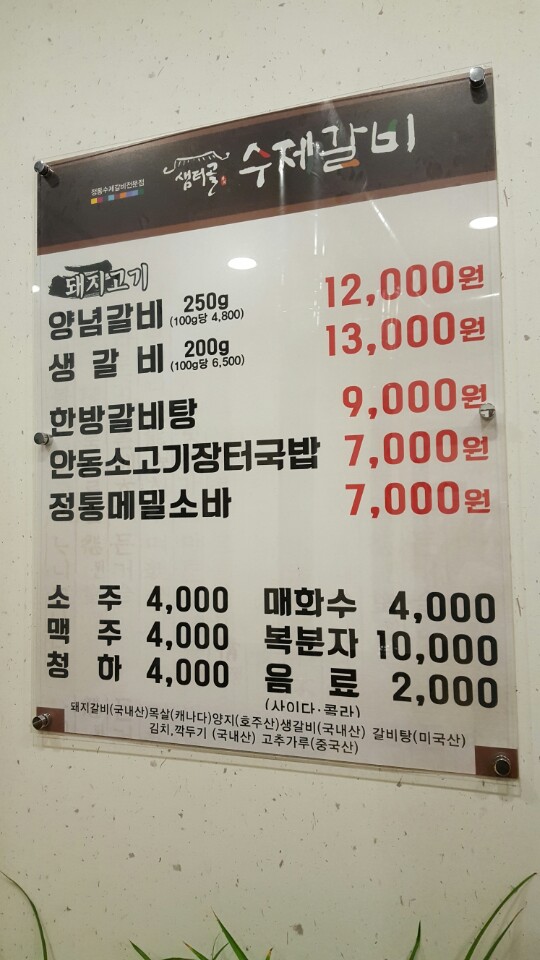 정통수제갈비전문집
샘터골 수제갈비
돼지고기
양념갈비 250g (100g당 4,800) 12,000원
생갈비 200g (100g당 6,500) 13,000원
한방갈비탕 9,000원
안동소고기장터국밥 7,000원
정통메밀소바 7,000원
소주 4,000 매화수 4,000
맥주 4,000 복분자 10,000
청하 4,000 음료 2,000
(사이다·콜라)
돼지갈비(국내산)목살(캐나다)양지(호주산)생갈비(국내산) 갈비탕(미국산)
김치,깍두기 (국내산) 고추가루(중국산)